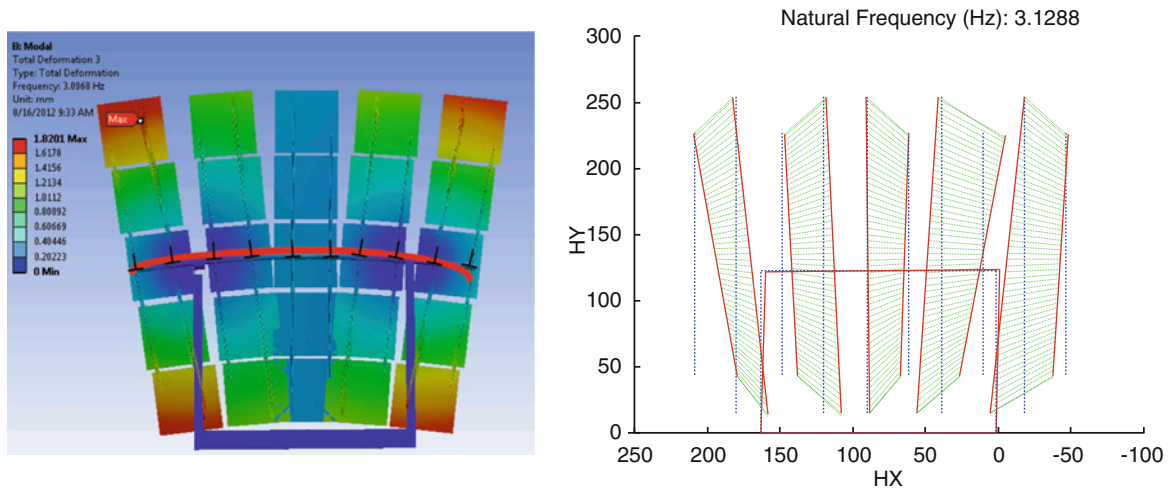 B: Modal
Total Deformation 3
Type: Total Deformation
Frequency: 3.0968 Hz
Unit: mm
8/16/2012 9:33 AM
Max
1.8201 Max
1.6178
1.4156
1.2134
1.0112
0.80892
0.60669
0.40446
0.20223
0 Min
Natural Frequency (Hz): 3.1288
300
250
200
150
100
50
0
HY
250
200
150
100
50
0
-50
-100
HX